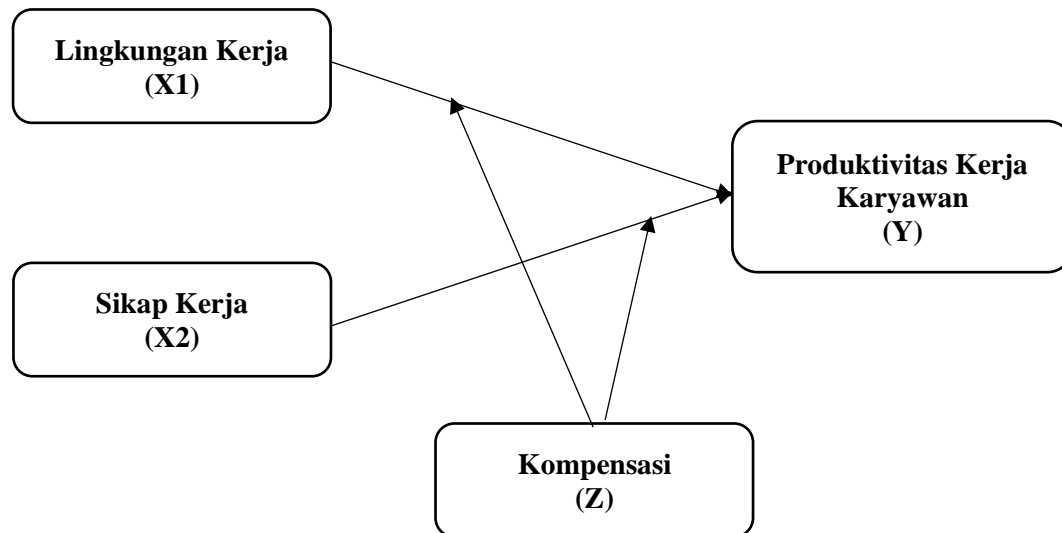 Lingkungan Kerja
(X1)
Produktivitas Kerja
Karyawan
(Y)
Sikap Kerja
(X2)
Kompensasi
(Z)